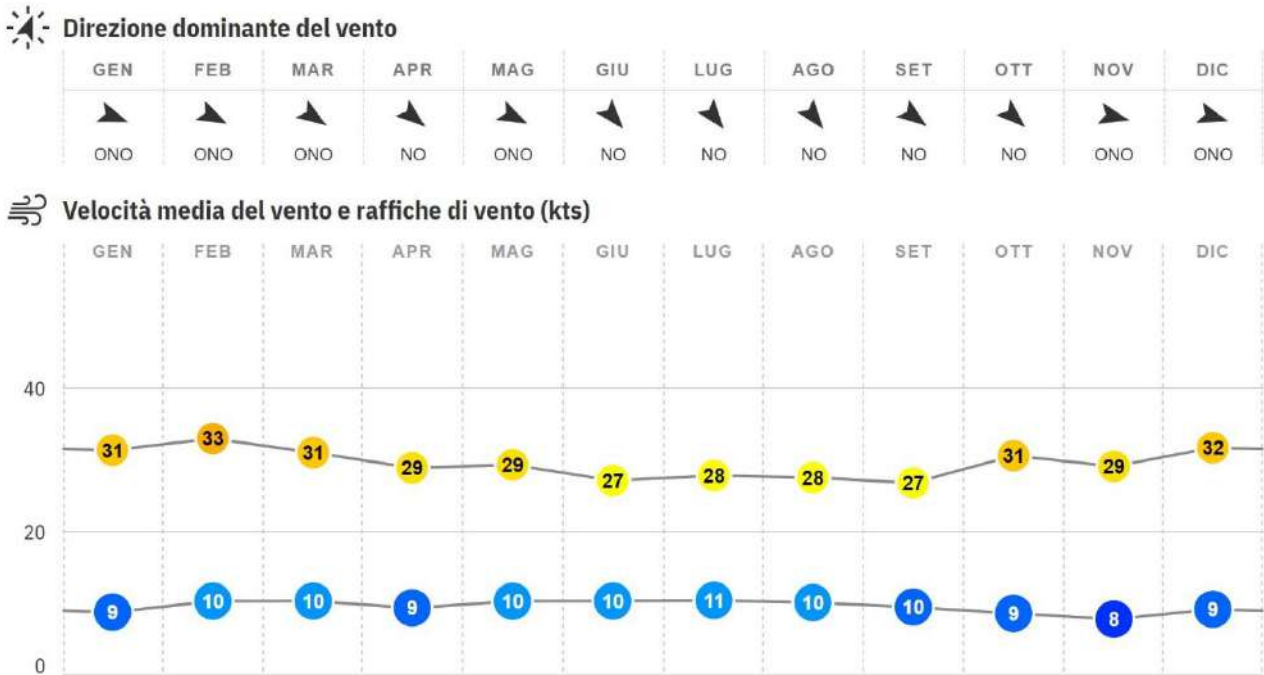 Direzione dominante del vento
GEN FEB MAR APR MAG GIU LUG AGO SET OTT NOV DIC
ONO ONO ONO NO ONO NO NO NO NO NO ONO ONO
Velocità media del vento e raffiche di vento (kts)
GEN FEB MAR APR MAG GIU LUG AGO SET OTT NOV DIC
40
31 33 31 29 29 27 28 28 27 31 29 32
20
9 10 10 9 10 10 11 10 10 9 8 9
0